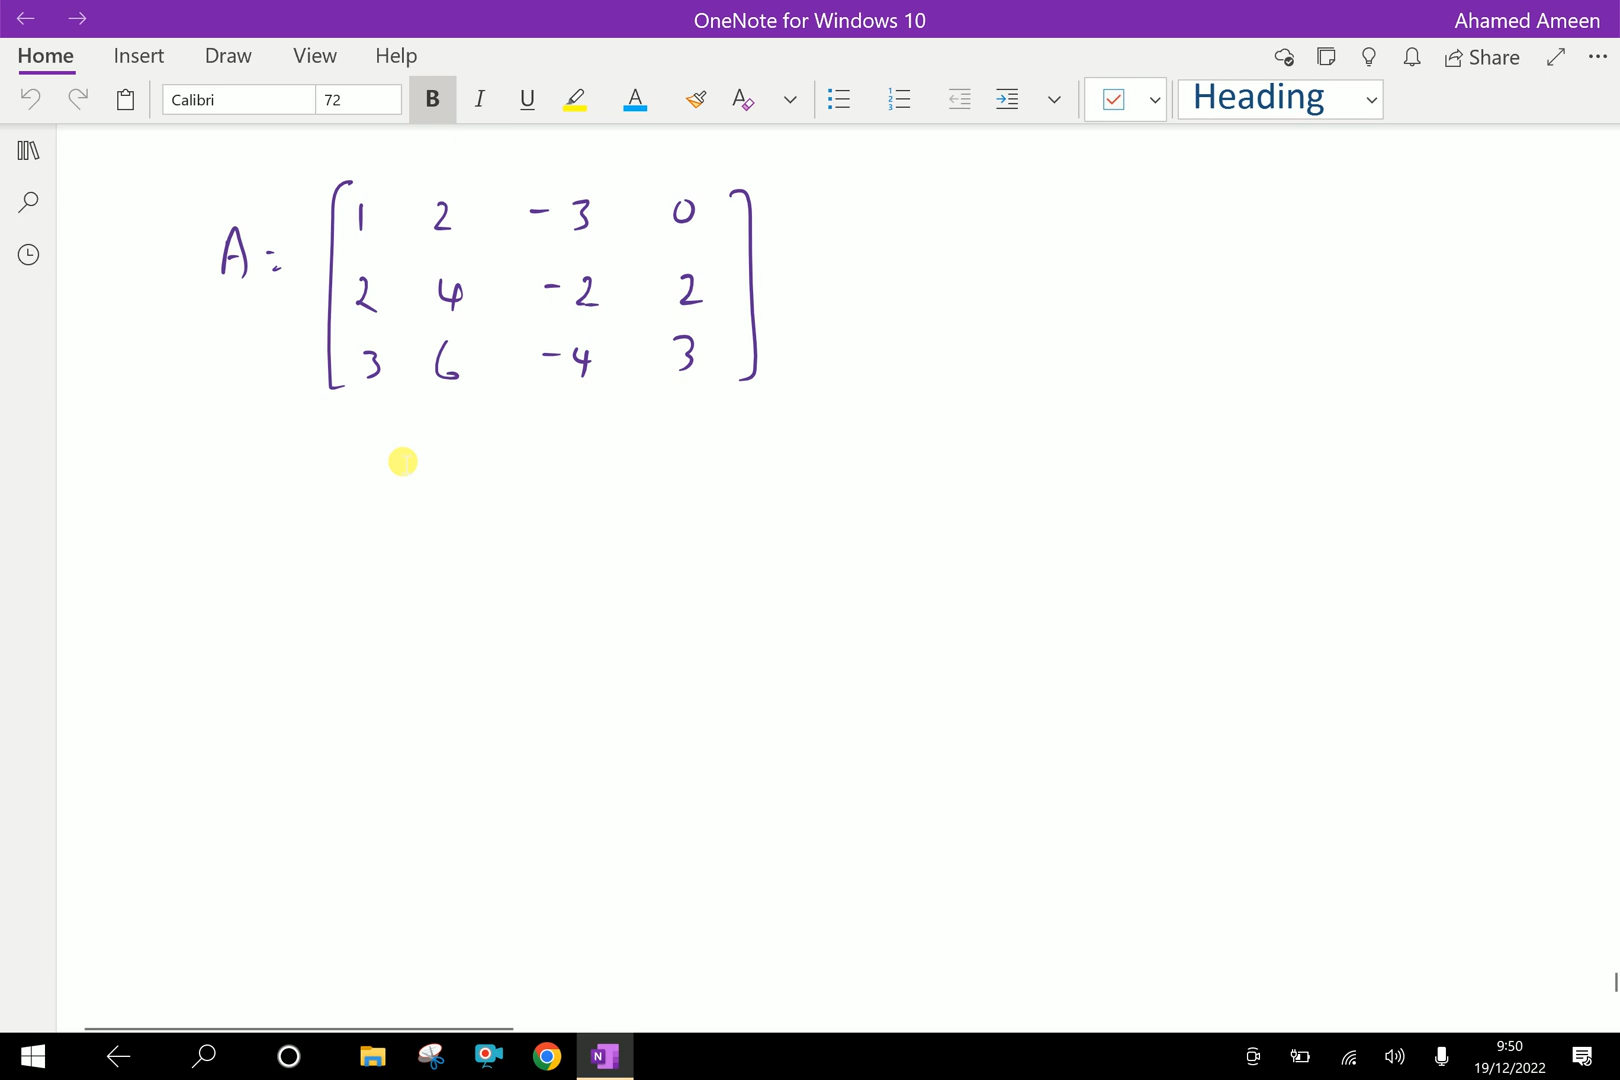 OneNote for Windows 10
Ahamed Ameen
Home Insert Draw View Help
Share
Calibri 72 B I U A A Heading
A = [ 1 2 -3 0
2 4 -2 2
3 6 -4 3 ]
9:50
19/12/2022